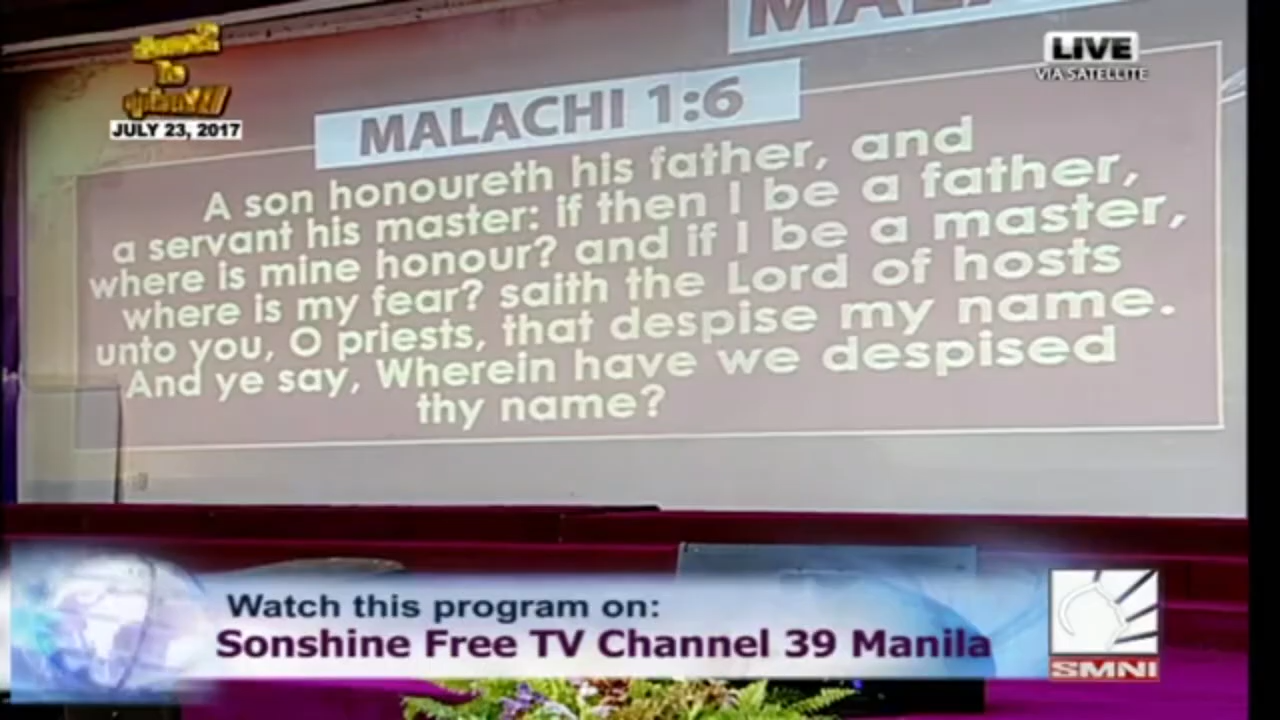 JULY 23, 2017
LIVE
VIA SATELLITE
MALACHI 1:6
A son honoureth his father, and
a servant his master: if then I be a father,
where is mine honour? and if I be a master,
where is my fear? saith the Lord of hosts
unto you, O priests, that despise my name.
And ye say, Wherein have we despised
thy name?
Watch this program on:
Sonshine Free TV Channel 39 Manila
SMNI